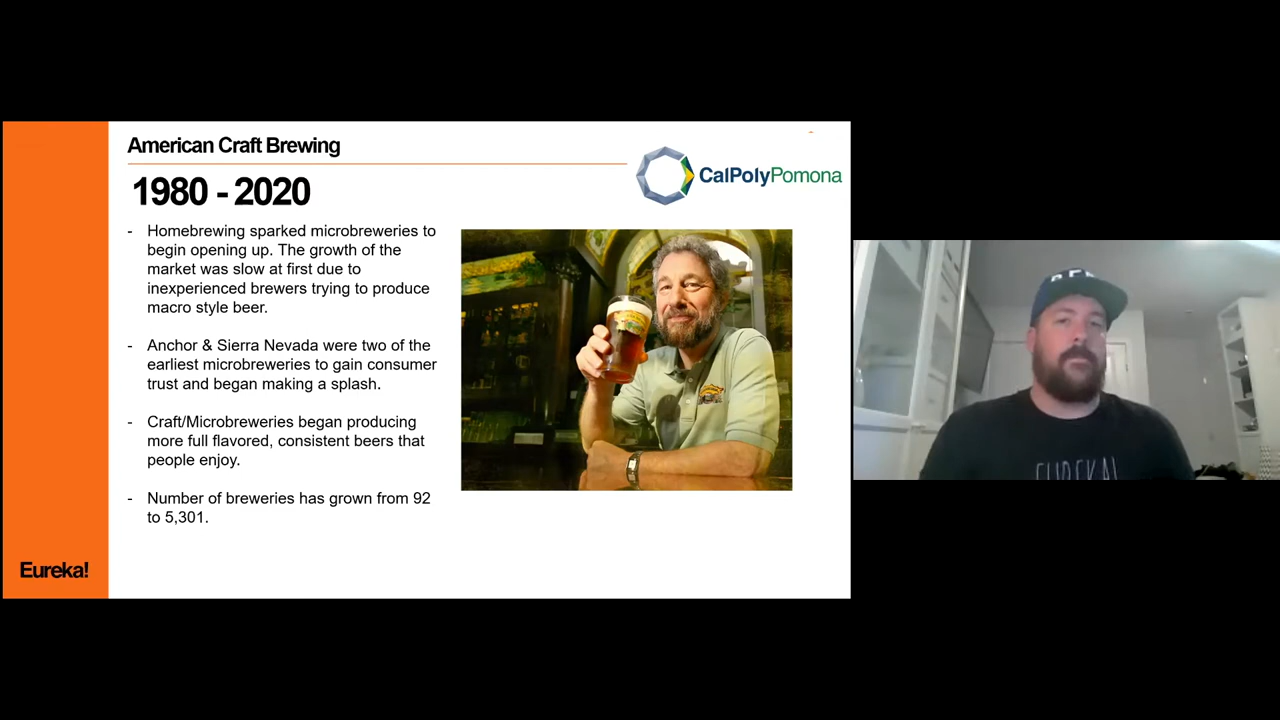 American Craft Brewing
1980 - 2020
CalPolyPomona
- Homebrewing sparked microbreweries to
begin opening up. The growth of the
market was slow at first due to
inexperienced brewers trying to produce
macro style beer.
- Anchor & Sierra Nevada were two of the
earliest microbreweries to gain consumer
trust and began making a splash.
- Craft/Microbreweries began producing
more full flavored, consistent beers that
people enjoy.
- Number of breweries has grown from 92
to 5,301.
Eureka!
EUREKA!